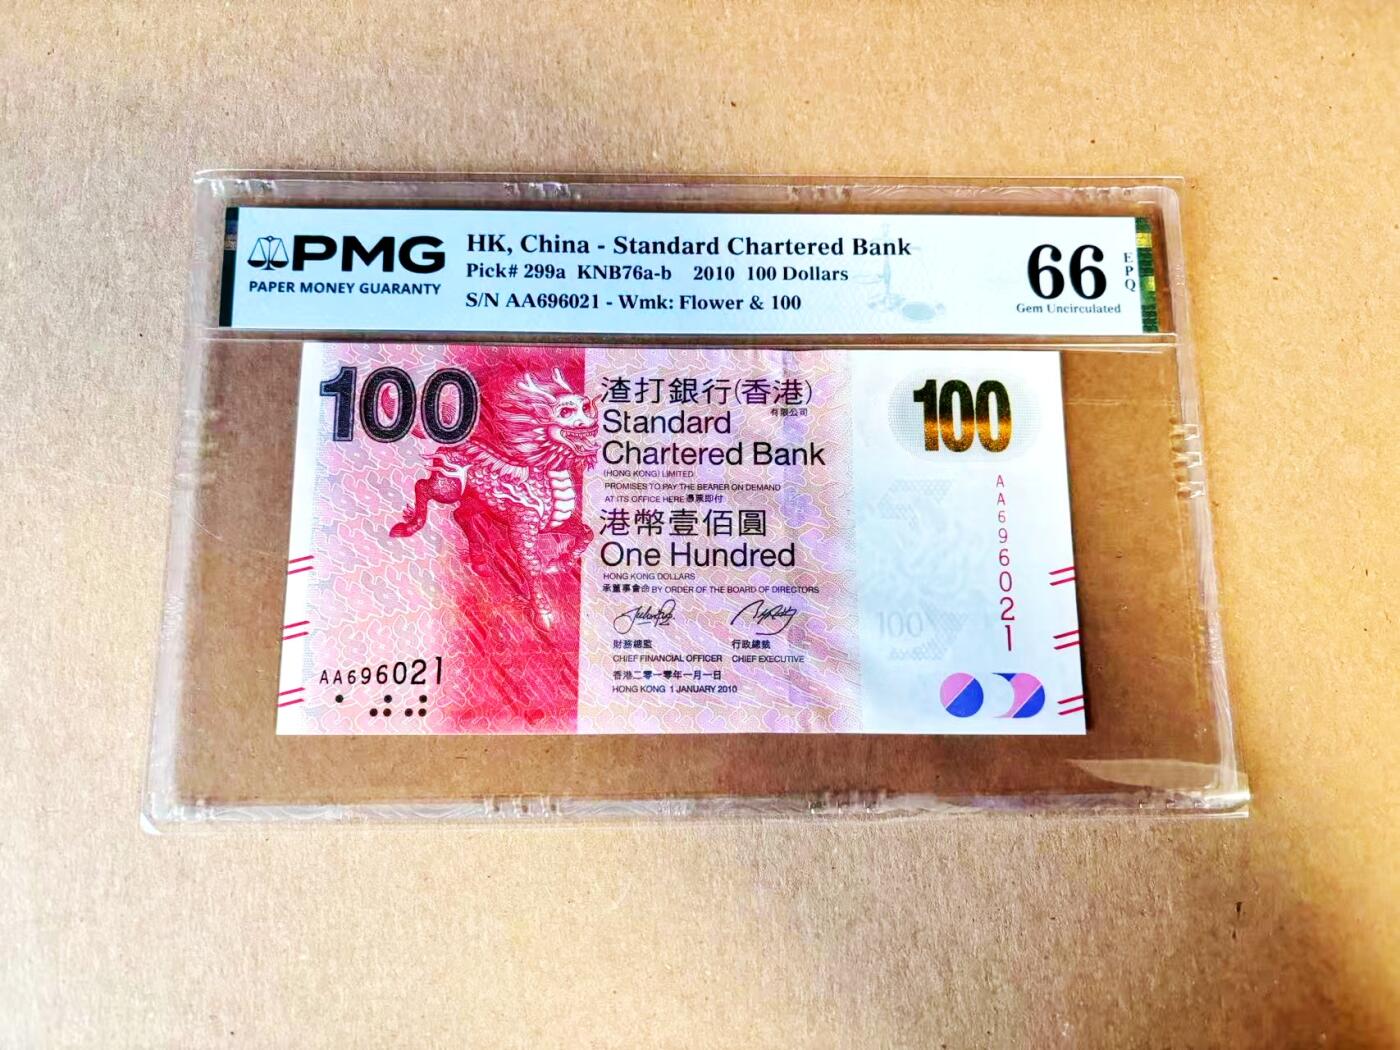 PMG
PAPER MONEY GUARANTY
HK, China - Standard Chartered Bank
Pick# 299a KNB76a-b 2010 100 Dollars
S/N AA696021 - Wmk: Flower & 100
66
Gem Uncirculated
EPQ
100
渣打銀行(香港)
有限公司
Standard
Chartered Bank
(HONG KONG) LIMITED
PROMISES TO PAY THE BEARER ON DEMAND
AT ITS OFFICE HERE 憑票即付
港幣壹佰圓
One Hundred
HONG KONG DOLLARS
承董事會命 BY ORDER OF THE BOARD OF DIRECTORS
財務總監
CHIEF FINANCIAL OFFICER
行政總裁
CHIEF EXECUTIVE
香港二零一零年一月一日
HONG KONG 1 JANUARY 2010
AA696021
100
AA696021
100